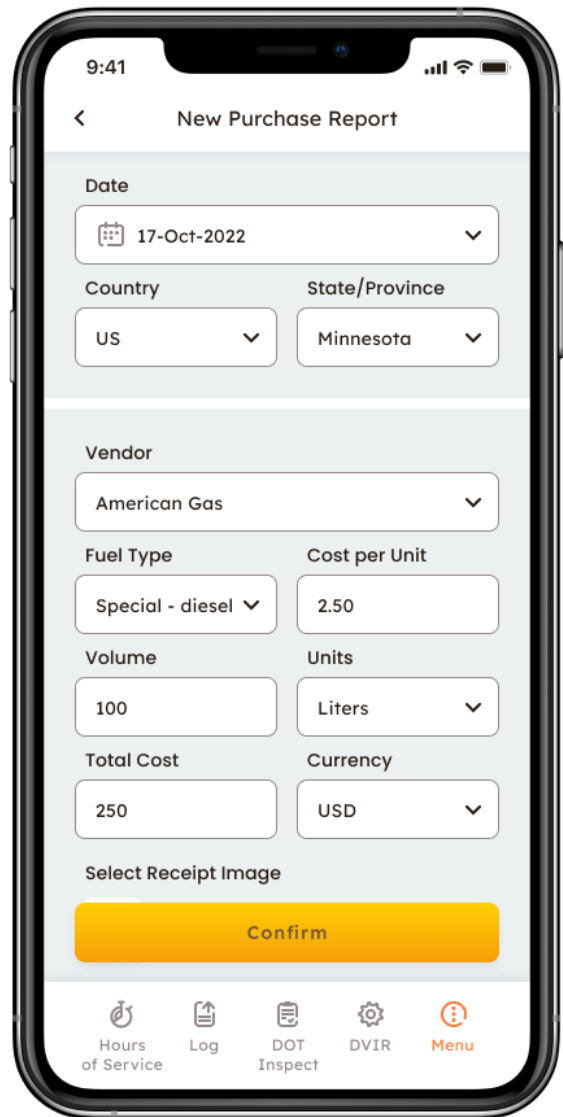 9:41
New Purchase Report
Date
17-Oct-2022
Country
State/Province
US
Minnesota
Vendor
American Gas
Fuel Type
Cost per Unit
Special - diesel
2.50
Volume
Units
100
Liters
Total Cost
Currency
250
USD
Select Receipt Image
Confirm
Hours
of Service
Log
DOT
Inspect
DVIR
Menu